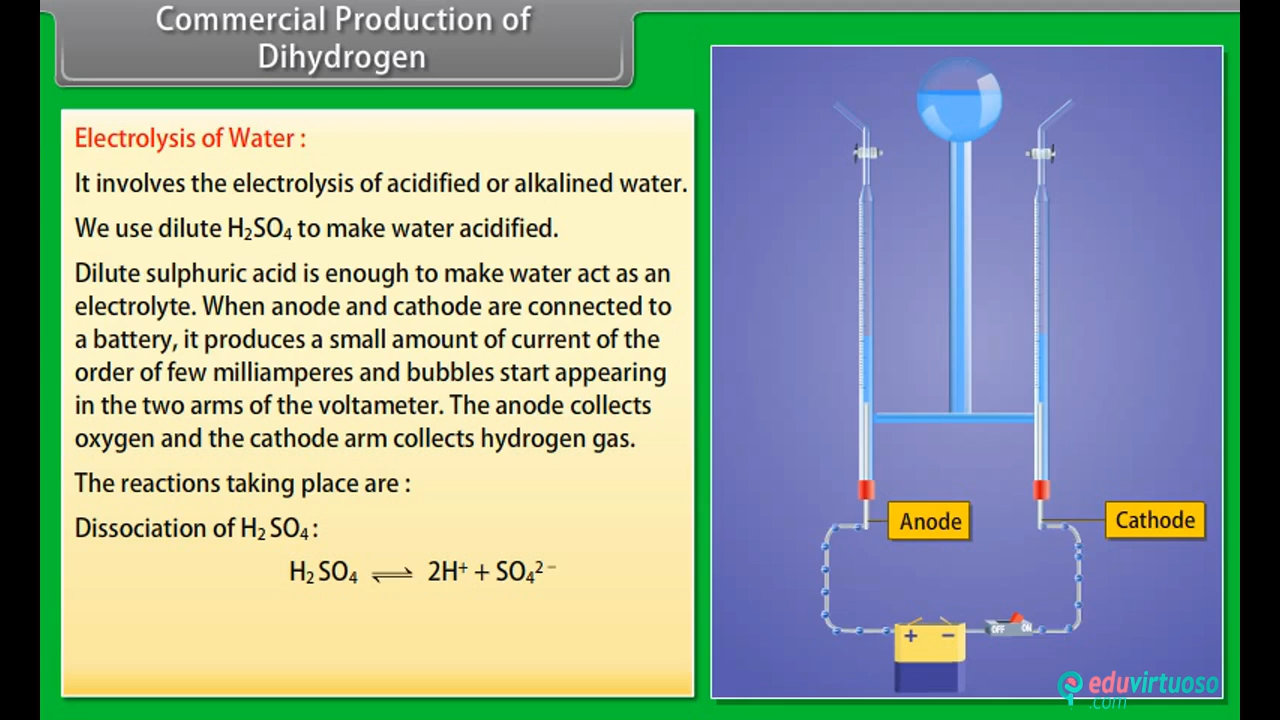 Commercial Production of
Dihydrogen
Electrolysis of Water :
It involves the electrolysis of acidified or alkalined water.
We use dilute H₂SO₄ to make water acidified.
Dilute sulphuric acid is enough to make water act as an
electrolyte. When anode and cathode are connected to
a battery, it produces a small amount of current of the
order of few milliamperes and bubbles start appearing
in the two arms of the voltameter. The anode collects
oxygen and the cathode arm collects hydrogen gas.
The reactions taking place are :
Dissociation of H₂ SO₄ :
H₂ SO₄ ⇌ 2H⁺ + SO₄²⁻
Anode
Cathode
+ −
OFF ON
eduvirtuoso
.com